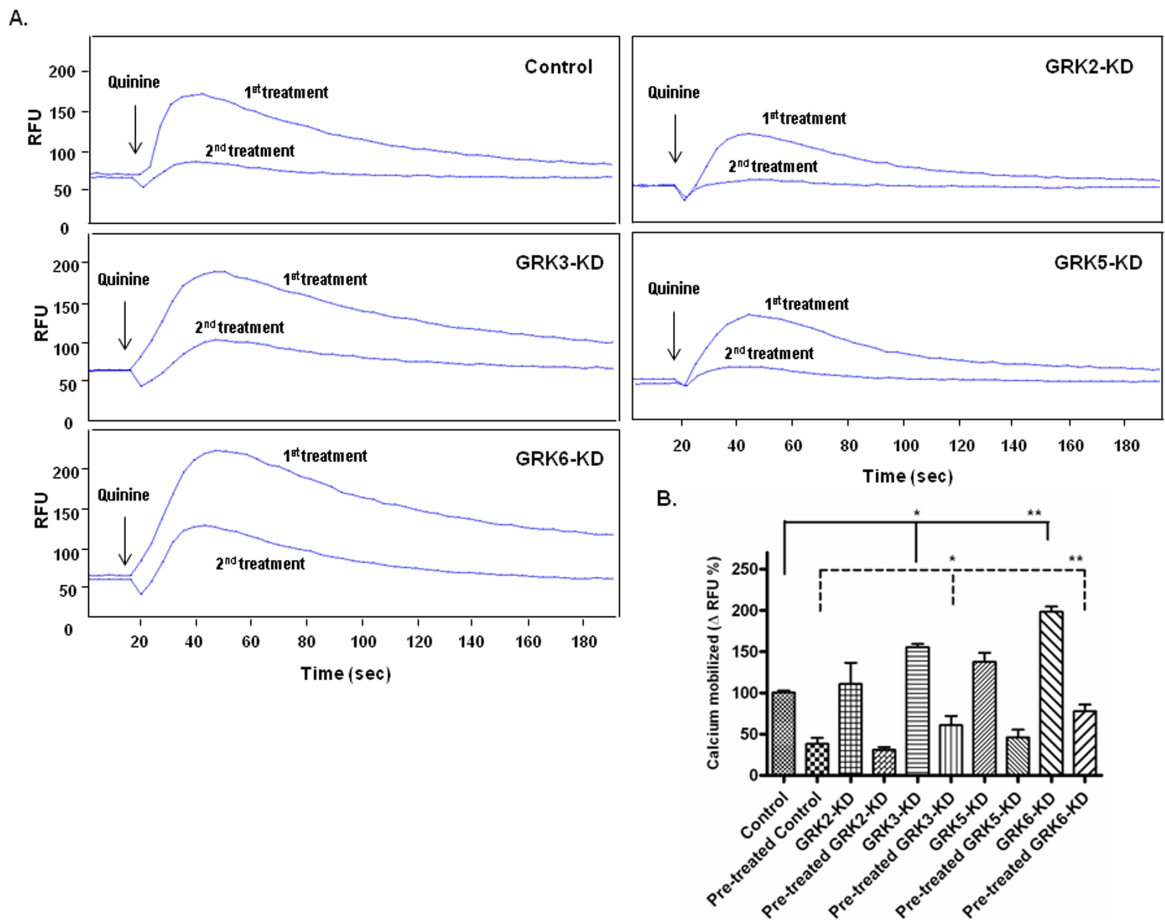 A.
Control
Quinine
1st treatment
2nd treatment
RFU
200
150
100
50
0
GRK2-KD
Quinine
1st treatment
2nd treatment
GRK3-KD
Quinine
1st treatment
2nd treatment
200
150
100
50
0
GRK5-KD
Quinine
1st treatment
2nd treatment
20 40 60 80 100 120 140 160 180
Time (sec)
GRK6-KD
Quinine
1st treatment
2nd treatment
RFU
200
150
100
50
0
20 40 60 80 100 120 140 160 180
Time (sec)
B.
* **
* **
Calcium mobilized (Δ RFU %)
250
200
150
100
50
0
Control
Pre-treated Control
GRK2-KD
Pre-treated GRK2-KD
GRK3-KD
Pre-treated GRK3-KD
GRK5-KD
Pre-treated GRK5-KD
GRK6-KD
Pre-treated GRK6-KD